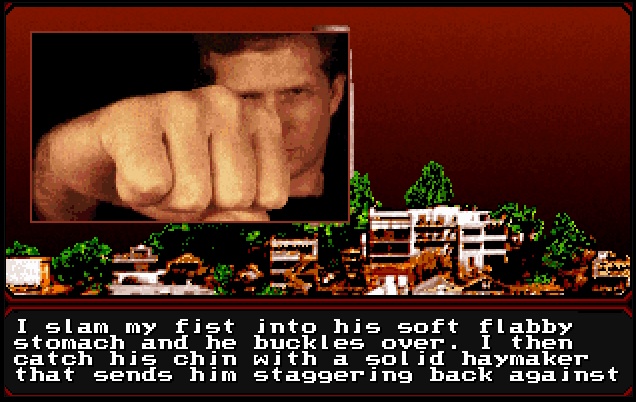 I slam my fist into his soft flabby
stomach and he buckles over. I then
catch his chin with a solid haymaker
that sends him staggering back against